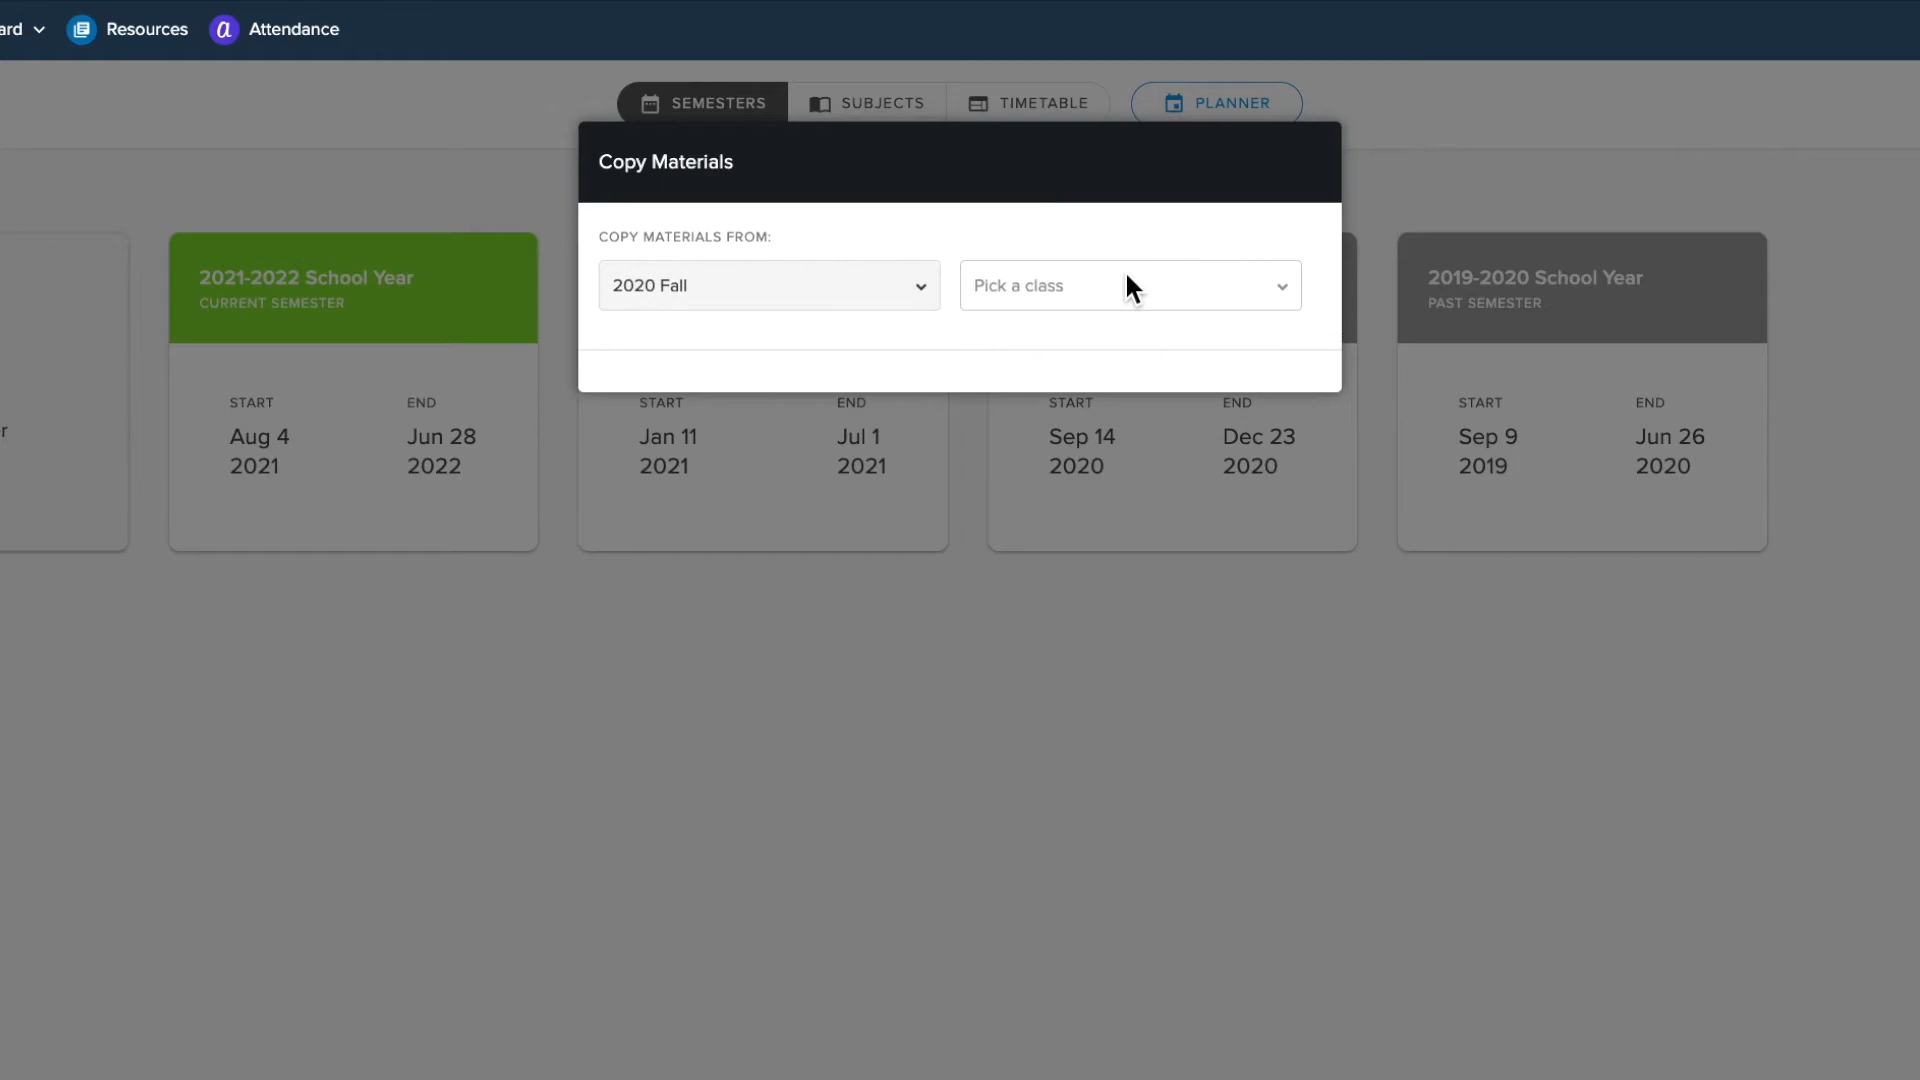 ard
Resources
a
Attendance
SEMESTERS
SUBJECTS
TIMETABLE
PLANNER
Copy Materials
COPY MATERIALS FROM:
2020 Fall
Pick a class
r
2021-2022 School Year
CURRENT SEMESTER
START
Aug 4
2021
END
Jun 28
2022
START
Jan 11
2021
END
Jul 1
2021
START
Sep 14
2020
END
Dec 23
2020
2019-2020 School Year
PAST SEMESTER
START
Sep 9
2019
END
Jun 26
2020